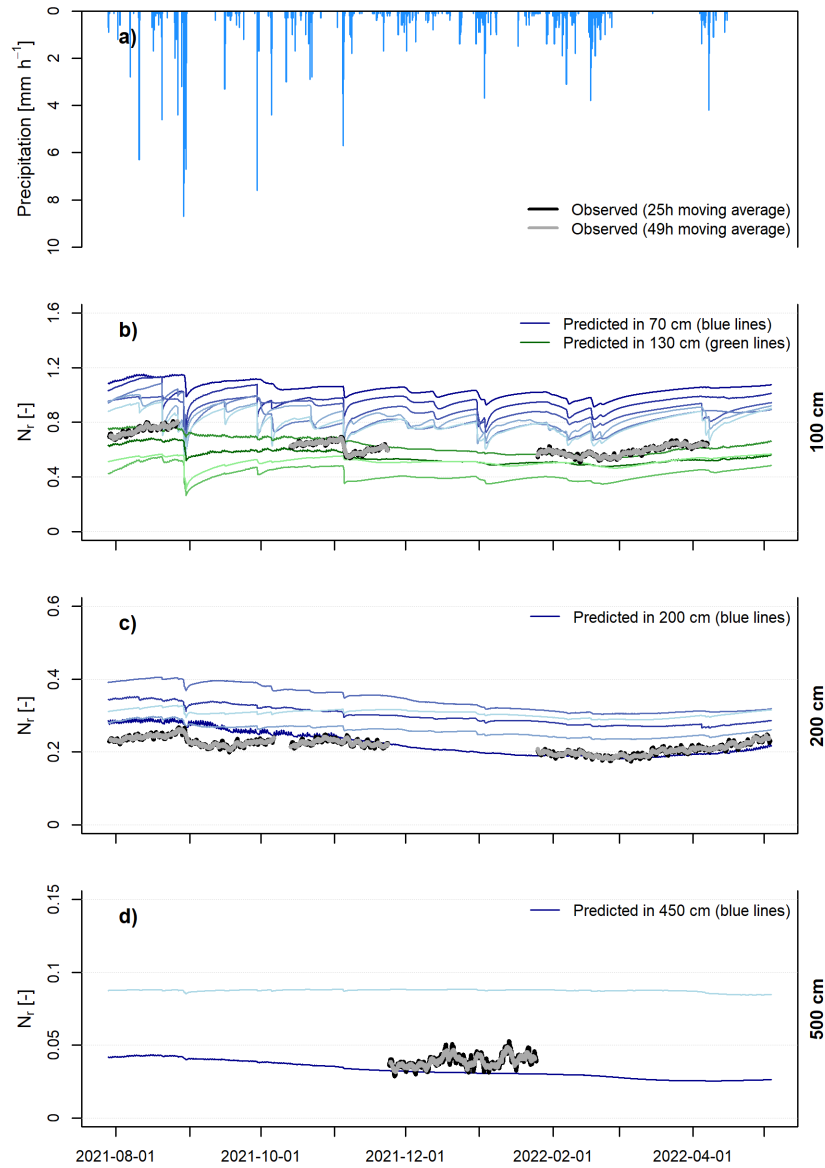 a)
Precipitation [mm h⁻¹]
0
2
4
6
8
10
Observed (25h moving average)
Observed (49h moving average)
b)
Nr [-]
1.6
1.2
0.8
0.4
0
Predicted in 70 cm (blue lines)
Predicted in 130 cm (green lines)
100 cm
c)
Nr [-]
0.6
0.4
0.2
0
Predicted in 200 cm (blue lines)
200 cm
d)
Nr [-]
0.15
0.1
0.05
0
Predicted in 450 cm (blue lines)
500 cm
2021-08-01 2021-10-01 2021-12-01 2022-02-01 2022-04-01